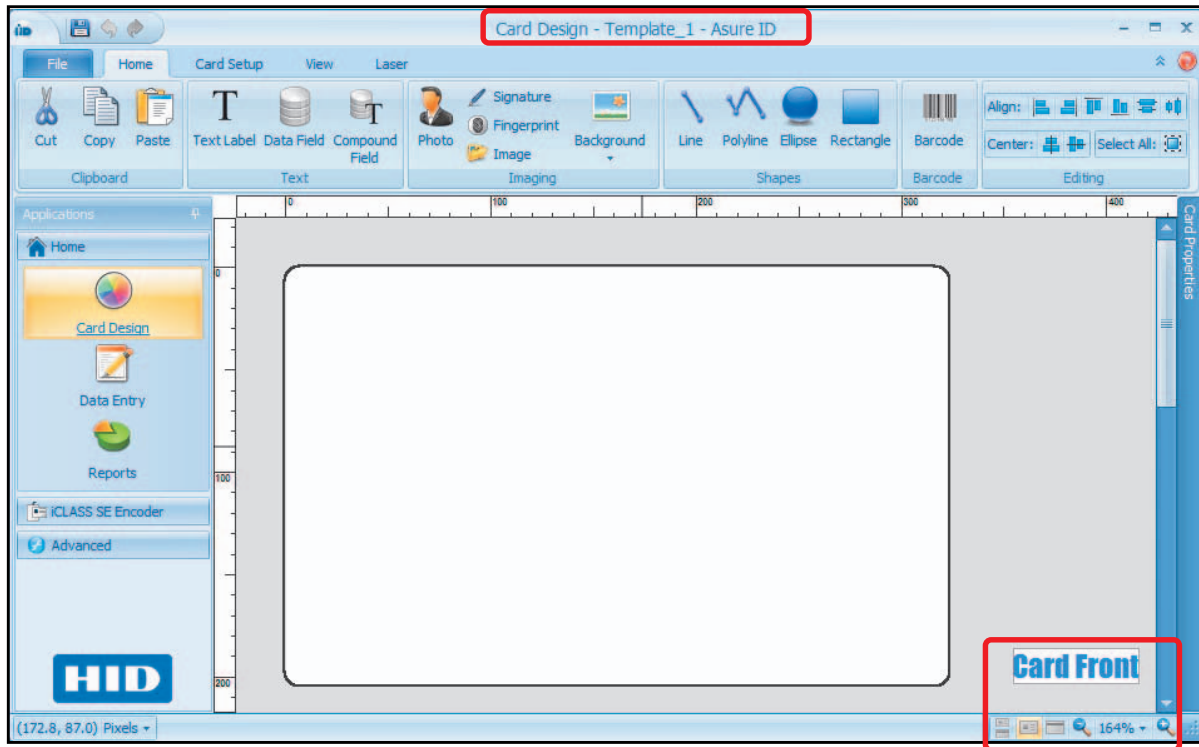 iiD
Card Design - Template_1 - Asure ID
File Home Card Setup View Laser
Cut Copy Paste
Clipboard
T Text Label Data Field Compound Field
Text
Photo Signature Fingerprint Image Background
Imaging
Line Polyline Ellipse Rectangle
Shapes
Barcode
Barcode
Align:
Center: Select All:
Editing
Applications
Home
Card Design
Data Entry
Reports
iCLASS SE Encoder
Advanced
HID
0 100 200 300 400
0
100
200
Card Properties
Card Front
(172.8, 87.0) Pixels
164%